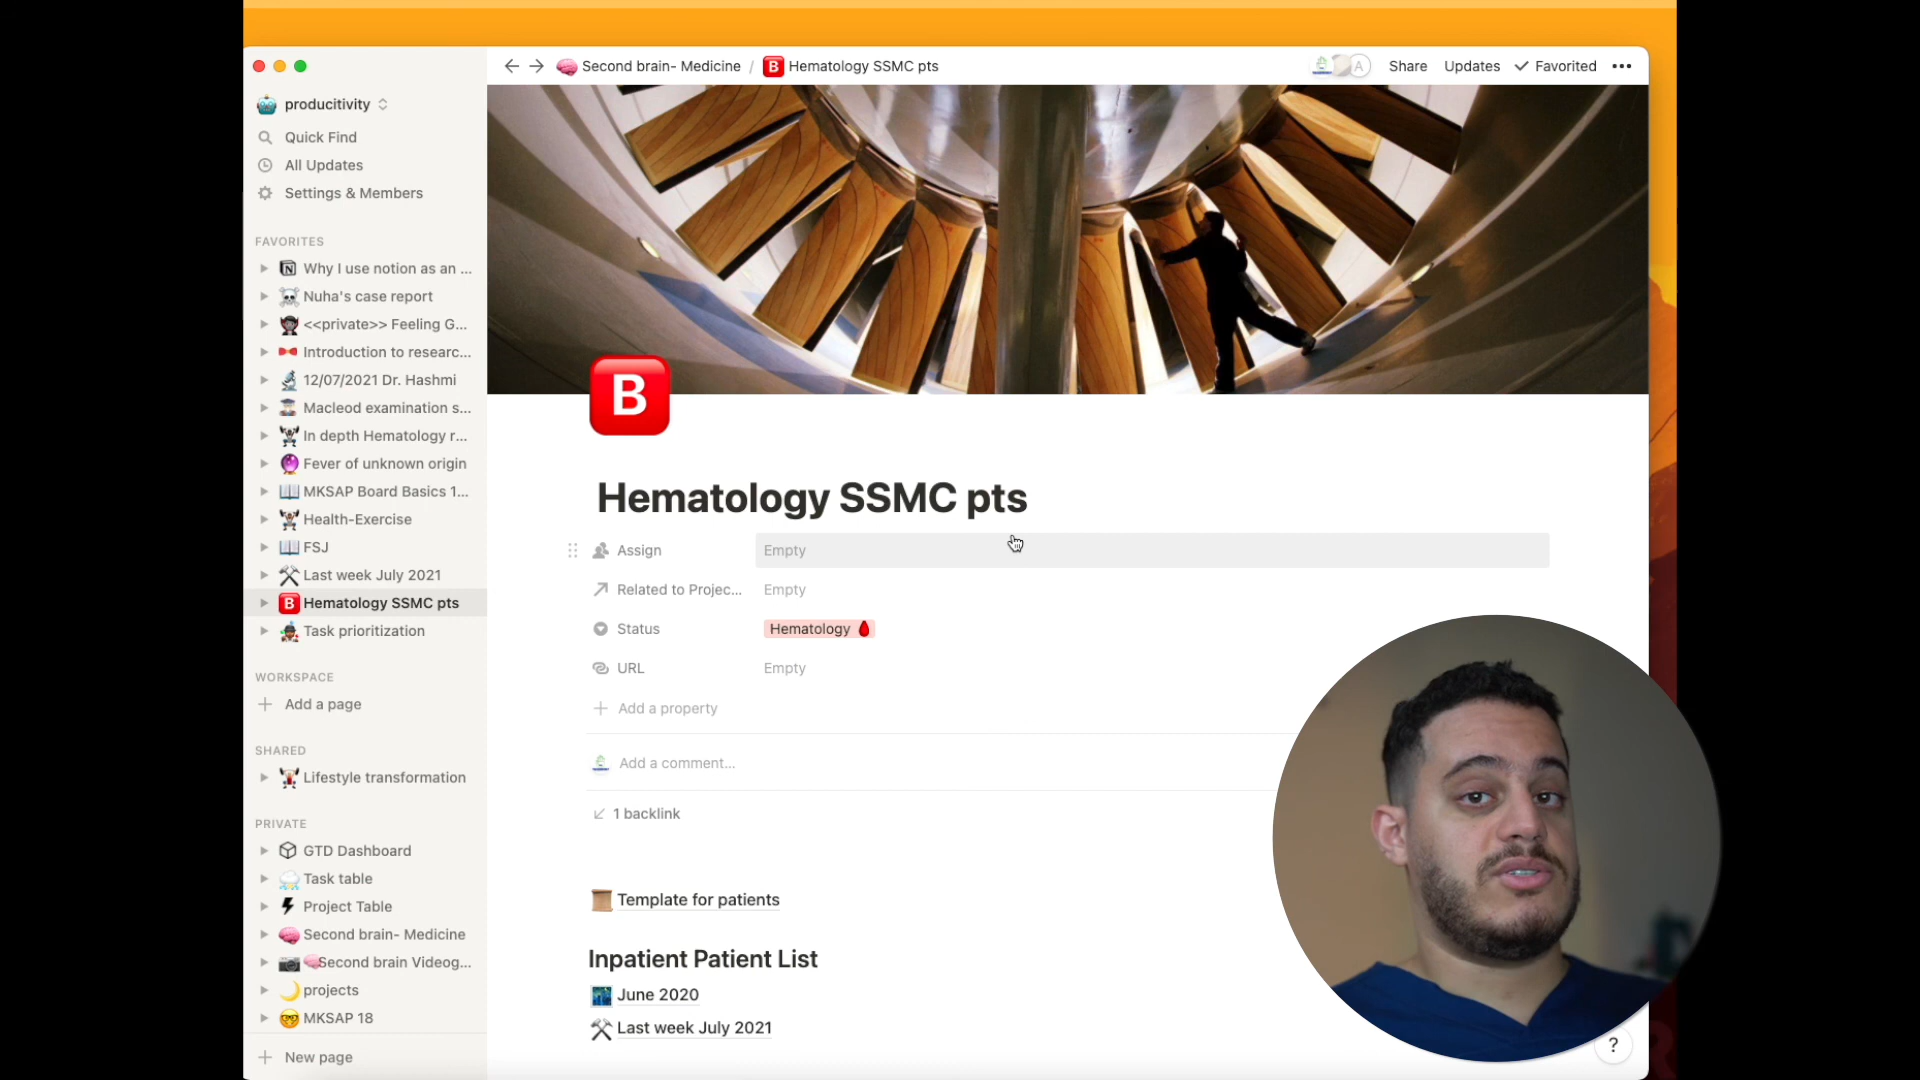 Second brain- Medicine / B Hematology SSMC pts
A Share Updates Favorited
producitivity
Quick Find
All Updates
Settings & Members
FAVORITES
Why I use notion as an ...
Nuha's case report
<<private>> Feeling G...
Introduction to researc...
12/07/2021 Dr. Hashmi
Macleod examination s...
In depth Hematology r...
Fever of unknown origin
MKSAP Board Basics 1...
Health-Exercise
FSJ
Last week July 2021
B Hematology SSMC pts
Task prioritization
WORKSPACE
Add a page
SHARED
Lifestyle transformation
PRIVATE
GTD Dashboard
Task table
Project Table
Second brain- Medicine
Second brain Videog...
projects
MKSAP 18
New page
B
Hematology SSMC pts
Assign Empty
Related to Projec... Empty
Status Hematology
URL Empty
Add a property
Add a comment...
1 backlink
Template for patients
Inpatient Patient List
June 2020
Last week July 2021
?